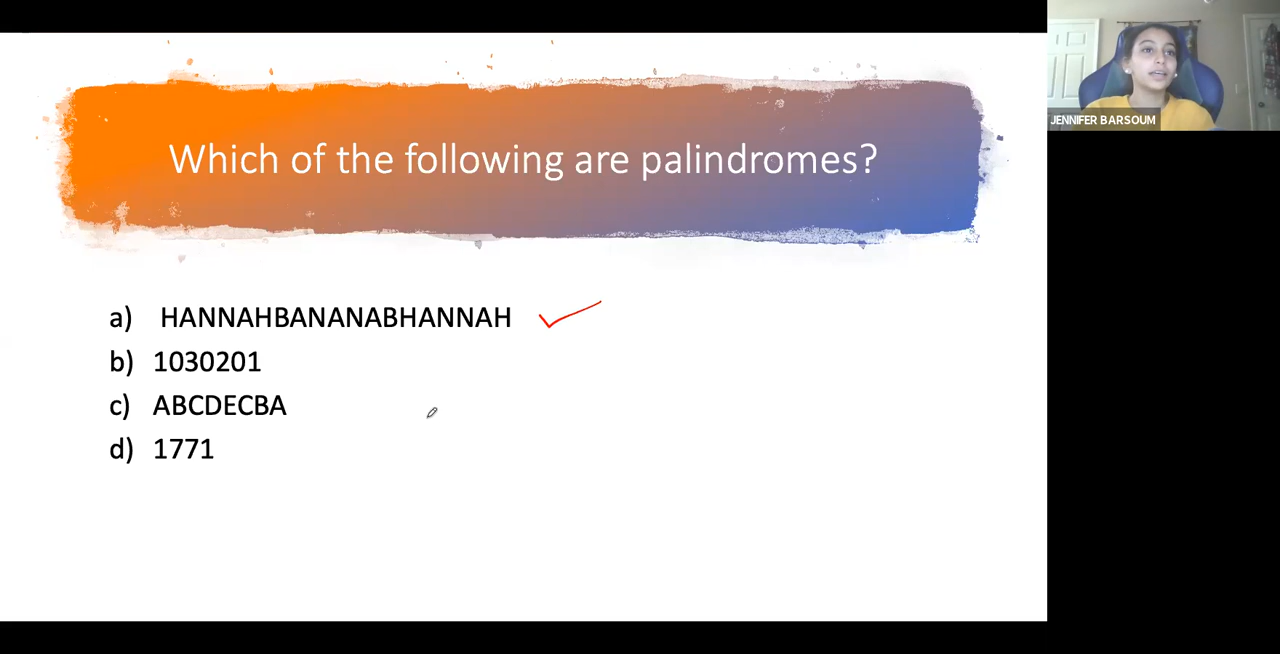 Which of the following are palindromes?
JENNIFER BARSOUM
a) HANNAHBANANABHANNAH
b) 1030201
c) ABCDECBA
d) 1771